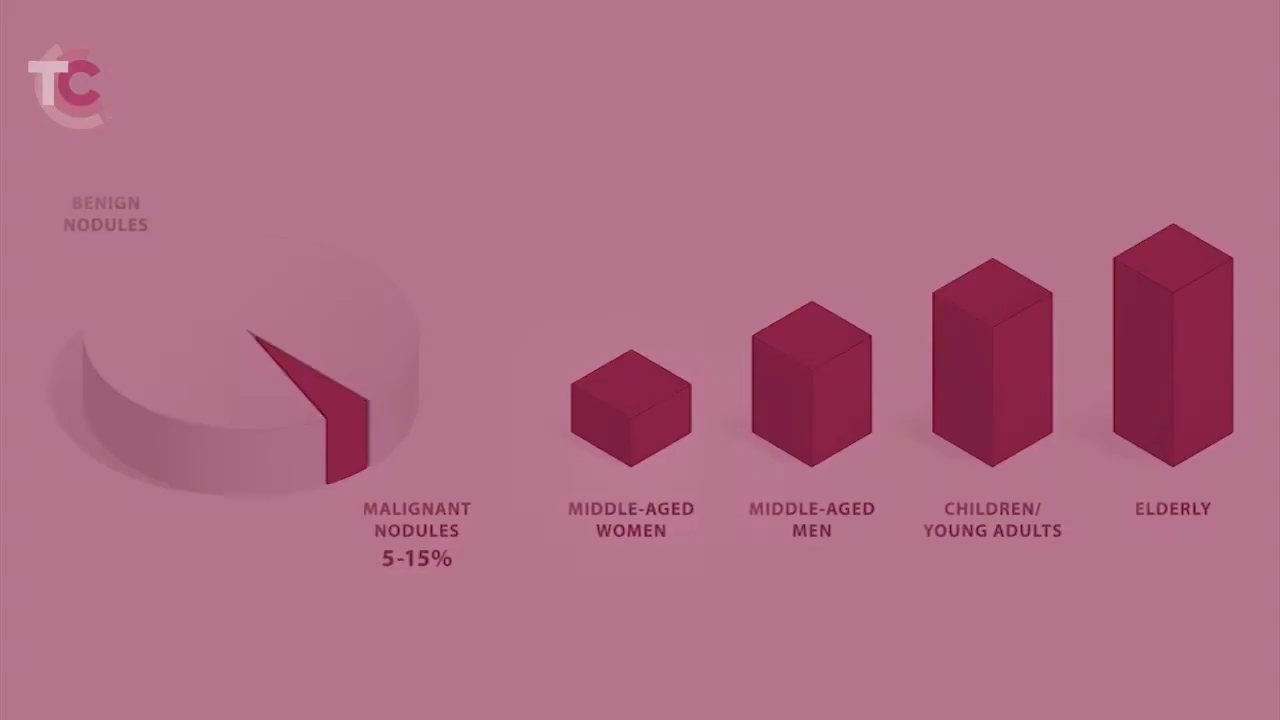 TC
BENIGN
NODULES
MALIGNANT
NODULES
5-15%
MIDDLE-AGED
WOMEN
MIDDLE-AGED
MEN
CHILDREN/
YOUNG ADULTS
ELDERLY